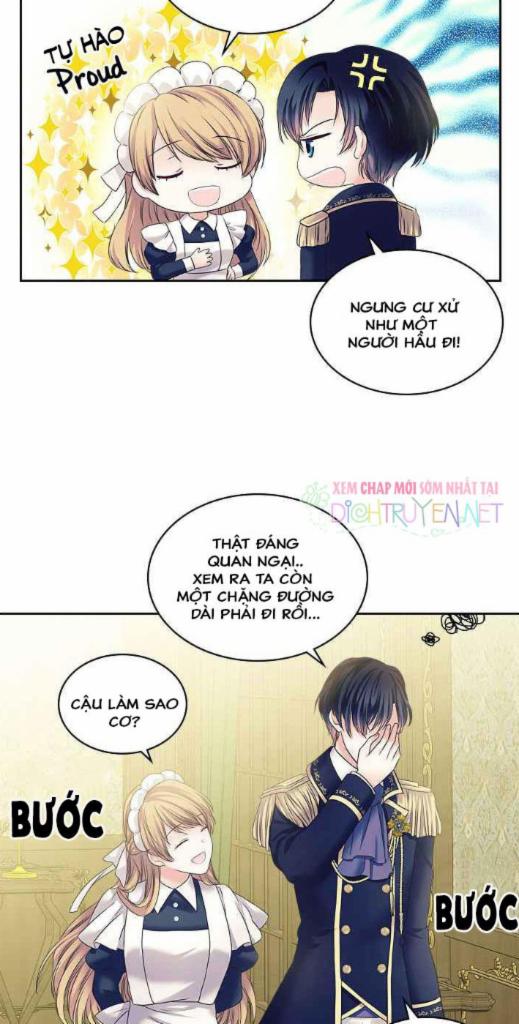 TỰ HÀO
Proud
NGƯNG CƯ XỬ
NHƯ MỘT
NGƯỜI HẦU ĐI!
XEM CHAP MỚI SỚM NHẤT TẠI
DICHTRUYEN.NET
THẬT ĐÁNG
QUAN NGẠI..
XEM RA TA CÒN
MỘT CHẶNG ĐƯỜNG
DÀI PHẢI ĐI RỒI...
CẬU LÀM SAO
CƠ?
BƯỚC
BƯỚC